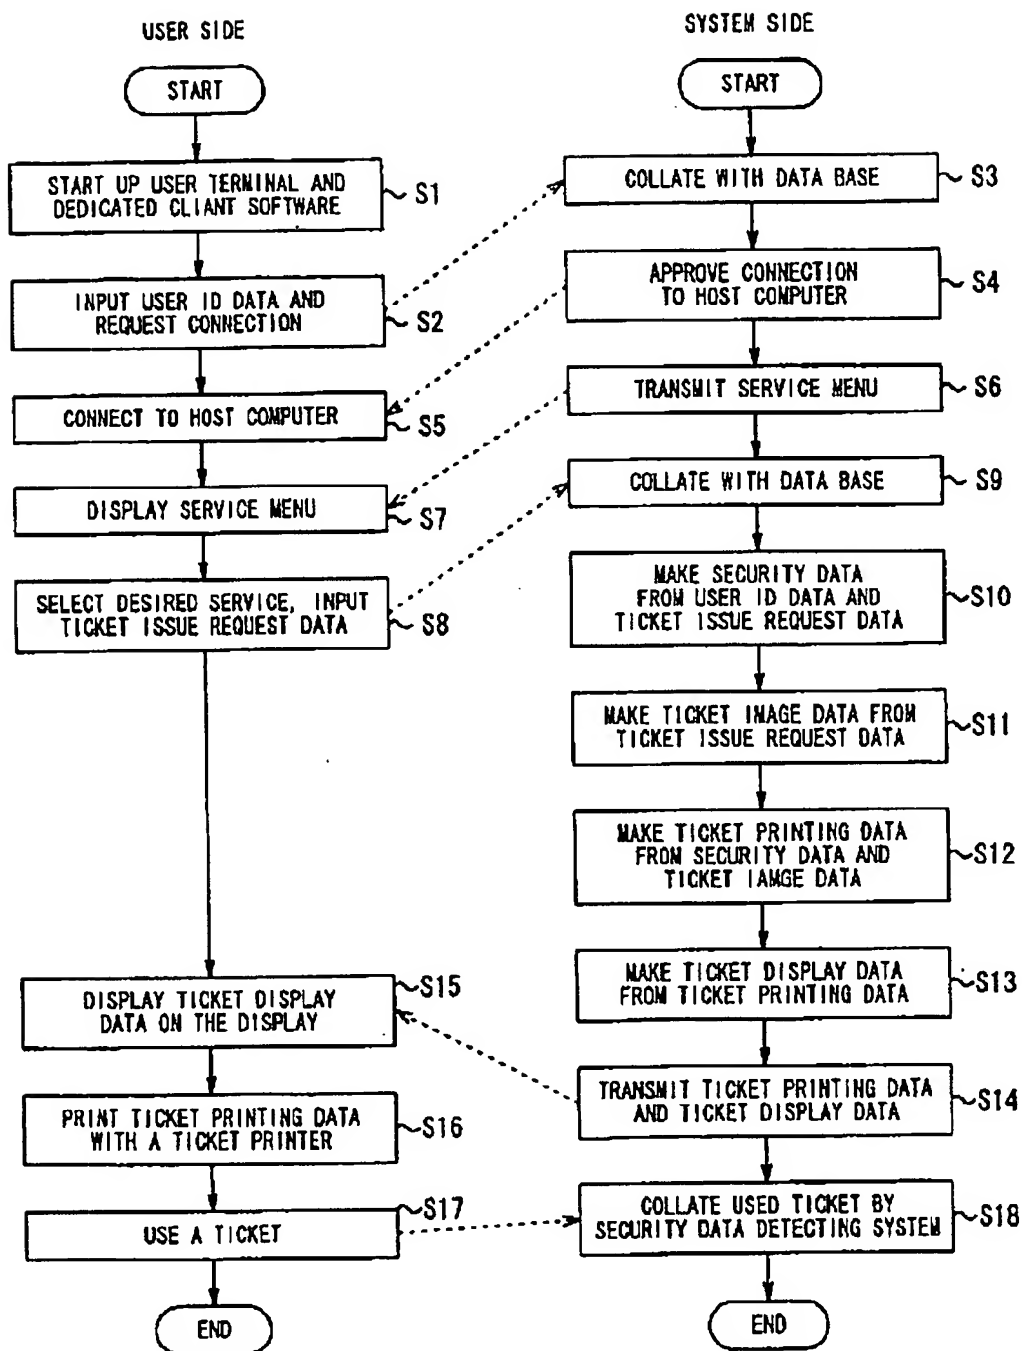 USER SIDE
START
START UP USER TERMINAL AND
DEDICATED CLIENT SOFTWARE
S1
INPUT USER ID DATA AND
REQUEST CONNECTION
S2
CONNECT TO HOST COMPUTER
S5
DISPLAY SERVICE MENU
S7
SELECT DESIRED SERVICE, INPUT
TICKET ISSUE REQUEST DATA
S8
DISPLAY TICKET DISPLAY
DATA ON THE DISPLAY
S15
PRINT TICKET PRINTING DATA
WITH A TICKET PRINTER
S16
USE A TICKET
S17
END
SYSTEM SIDE
START
COLLATE WITH DATA BASE
S3
APPROVE CONNECTION
TO HOST COMPUTER
S4
TRANSMIT SERVICE MENU
S6
COLLATE WITH DATA BASE
S9
MAKE SECURITY DATA
FROM USER ID DATA AND
TICKET ISSUE REQUEST DATA
S10
MAKE TICKET IMAGE DATA FROM
TICKET ISSUE REQUEST DATA
S11
MAKE TICKET PRINTING DATA
FROM SECURITY DATA AND
TICKET IAMGE DATA
S12
MAKE TICKET DISPLAY DATA
FROM TICKET PRINTING DATA
S13
TRANSMIT TICKET PRINTING DATA
AND TICKET DISPLAY DATA
S14
COLLATE USED TICKET BY
SECURITY DATA DETECTING SYSTEM
S18
END